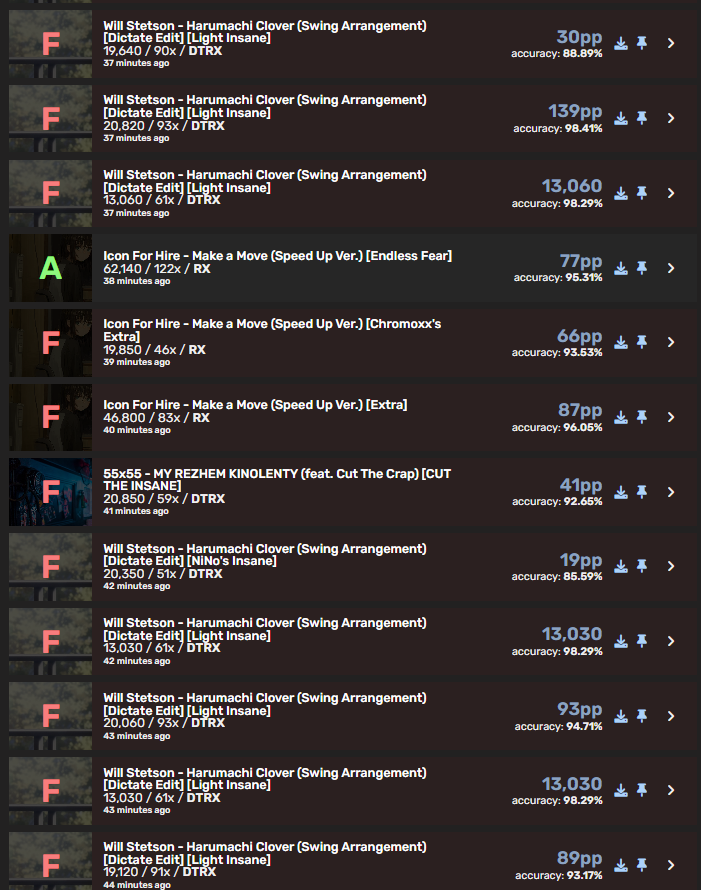 F
Will Stetson - Harumachi Clover (Swing Arrangement)
[Dictate Edit] [Light Insane]
19,640 / 90x / DTRX
37 minutes ago
30pp
accuracy: 88.89%
F
Will Stetson - Harumachi Clover (Swing Arrangement)
[Dictate Edit] [Light Insane]
20,820 / 93x / DTRX
37 minutes ago
139pp
accuracy: 98.41%
F
Will Stetson - Harumachi Clover (Swing Arrangement)
[Dictate Edit] [Light Insane]
13,060 / 61x / DTRX
37 minutes ago
13,060
accuracy: 98.29%
A
Icon For Hire - Make a Move (Speed Up Ver.) [Endless Fear]
62,140 / 122x / RX
38 minutes ago
77pp
accuracy: 95.31%
F
Icon For Hire - Make a Move (Speed Up Ver.) [Chromoxx's
Extra]
19,850 / 46x / RX
39 minutes ago
66pp
accuracy: 93.53%
F
Icon For Hire - Make a Move (Speed Up Ver.) [Extra]
46,800 / 83x / RX
40 minutes ago
87pp
accuracy: 96.05%
F
55x55 - MY REZHEM KINOLENTY (feat. Cut The Crap) [CUT
THE INSANE]
20,850 / 59x / DTRX
41 minutes ago
41pp
accuracy: 92.65%
F
Will Stetson - Harumachi Clover (Swing Arrangement)
[Dictate Edit] [NiNo's Insane]
20,350 / 51x / DTRX
42 minutes ago
19pp
accuracy: 85.59%
F
Will Stetson - Harumachi Clover (Swing Arrangement)
[Dictate Edit] [Light Insane]
13,030 / 61x / DTRX
42 minutes ago
13,030
accuracy: 98.29%
F
Will Stetson - Harumachi Clover (Swing Arrangement)
[Dictate Edit] [Light Insane]
20,060 / 93x / DTRX
43 minutes ago
93pp
accuracy: 94.71%
F
Will Stetson - Harumachi Clover (Swing Arrangement)
[Dictate Edit] [Light Insane]
13,030 / 61x / DTRX
43 minutes ago
13,030
accuracy: 98.29%
F
Will Stetson - Harumachi Clover (Swing Arrangement)
[Dictate Edit] [Light Insane]
19,120 / 91x / DTRX
44 minutes ago
89pp
accuracy: 93.17%